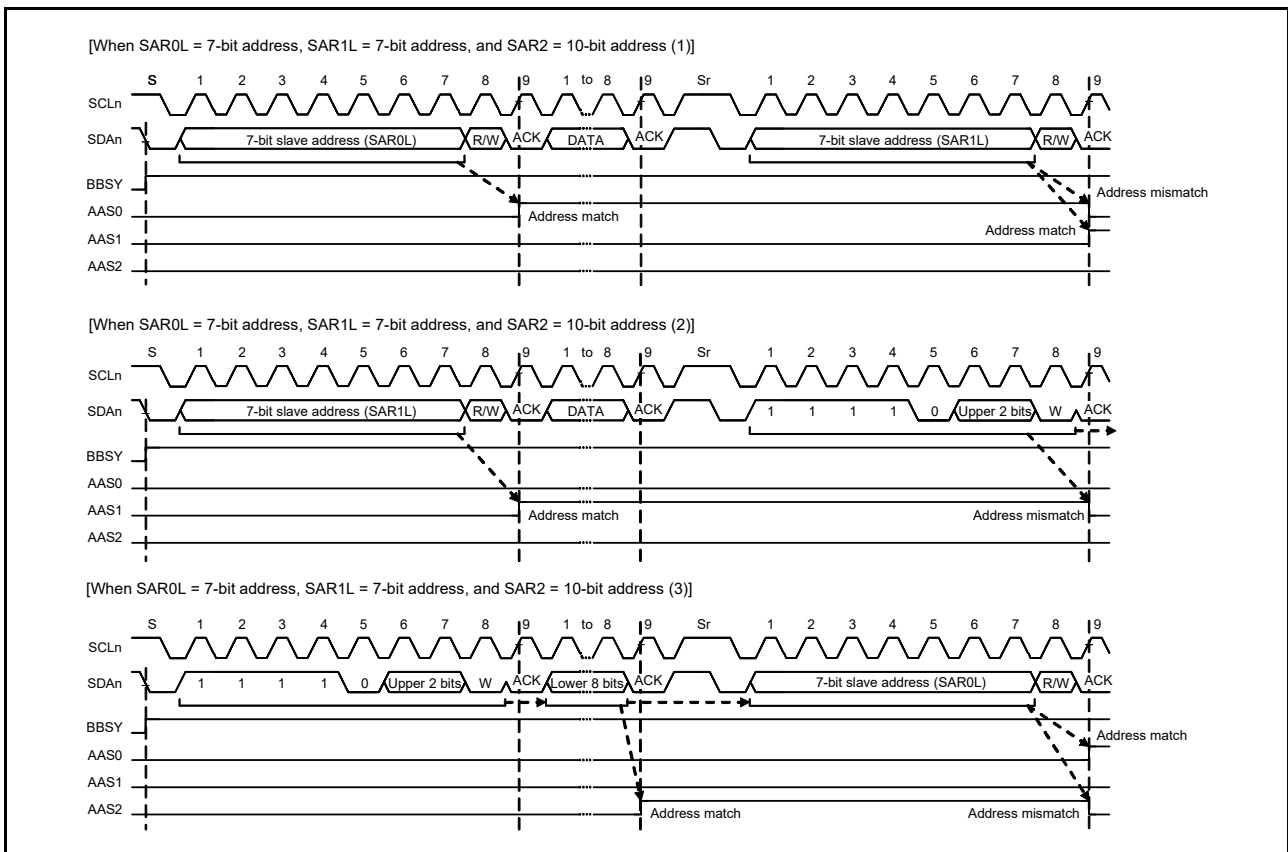 [When SAR0L = 7-bit address, SAR1L = 7-bit address, and SAR2 = 10-bit address (1)]
S 1 2 3 4 5 6 7 8 9 1 to 8 9 Sr 1 2 3 4 5 6 7 8 9
SCLn
SDAn 7-bit slave address (SAR0L) R/W ACK DATA ACK 7-bit slave address (SAR1L) R/W ACK
BBSY
Address mismatch
AAS0
Address match
Address match
AAS1
AAS2
[When SAR0L = 7-bit address, SAR1L = 7-bit address, and SAR2 = 10-bit address (2)]
S 1 2 3 4 5 6 7 8 9 1 to 8 9 Sr 1 2 3 4 5 6 7 8 9
SCLn
SDAn 7-bit slave address (SAR1L) R/W ACK DATA ACK 1 1 1 1 0 Upper 2 bits W ACK
BBSY
AAS0
AAS1
Address match Address mismatch
AAS2
[When SAR0L = 7-bit address, SAR1L = 7-bit address, and SAR2 = 10-bit address (3)]
S 1 2 3 4 5 6 7 8 9 1 to 8 9 Sr 1 2 3 4 5 6 7 8 9
SCLn
SDAn 1 1 1 1 0 Upper 2 bits W ACK Lower 8 bits ACK 7-bit slave address (SAR0L) R/W ACK
BBSY
Address match
AAS0
AAS1
AAS2
Address match Address mismatch